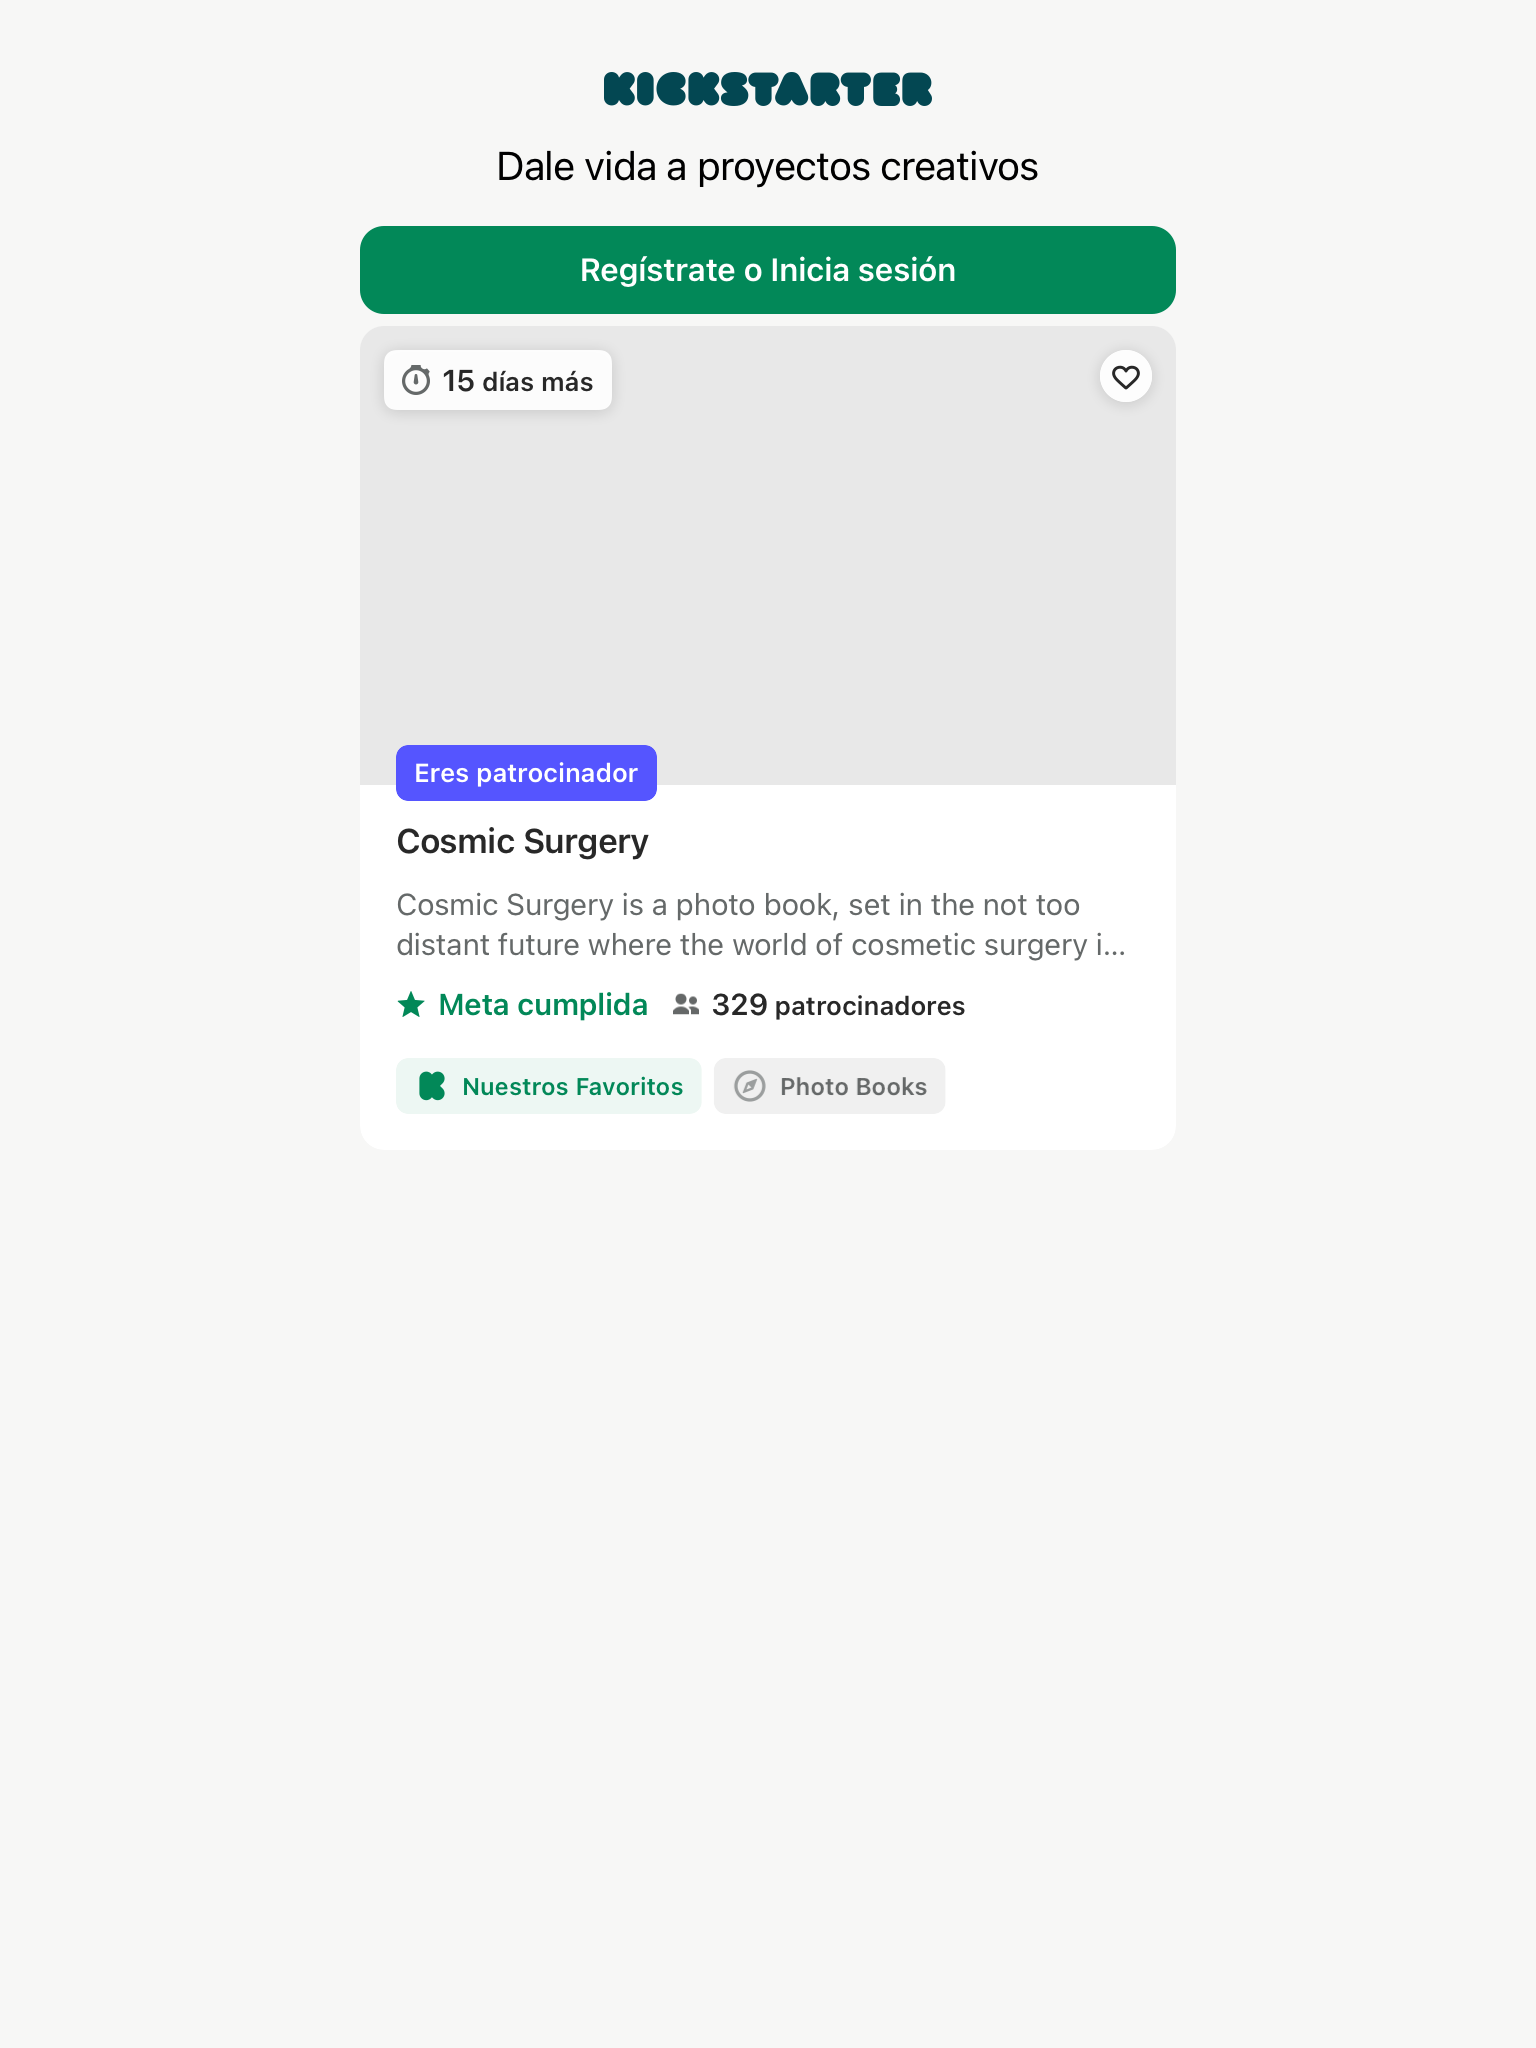 KICKSTARTER
Dale vida a proyectos creativos
Regístrate o Inicia sesión
15 días más
Eres patrocinador
Cosmic Surgery
Cosmic Surgery is a photo book, set in the not too
distant future where the world of cosmetic surgery i...
Meta cumplida 329 patrocinadores
Nuestros Favoritos Photo Books